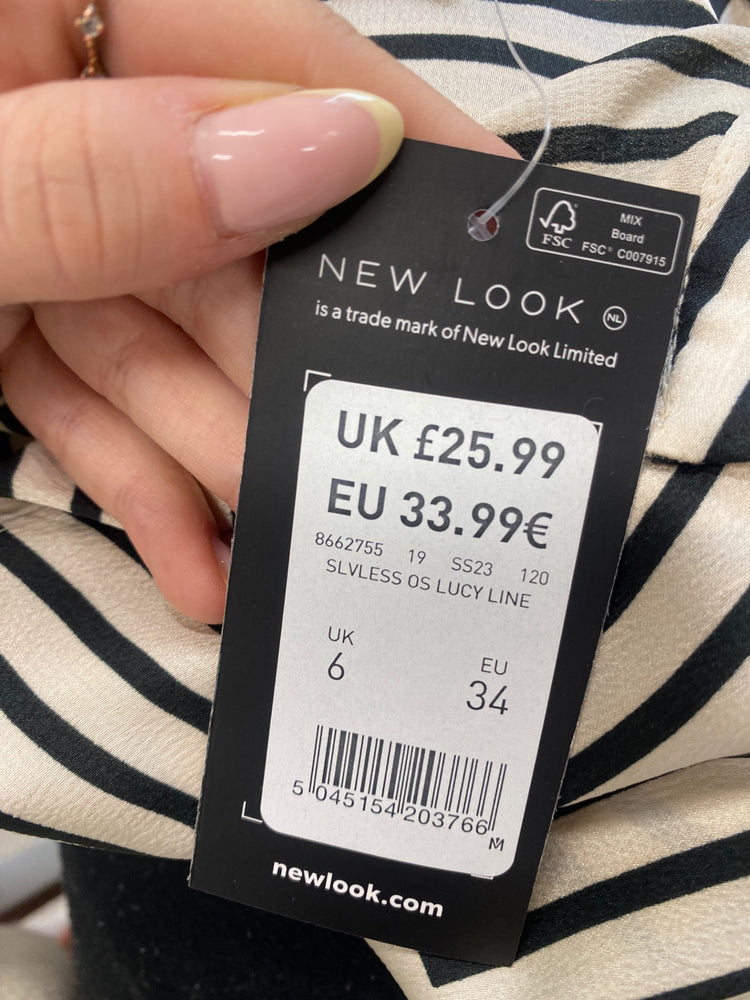 MIX
Board
FSC FSC® C007915
NEW LOOK NL
is a trade mark of New Look Limited
UK £25.99
EU 33.99€
8662755 19 SS23 120
SLVLESS OS LUCY LINE
UK
6
EU
34
5 045154 203766
M
newlook.com